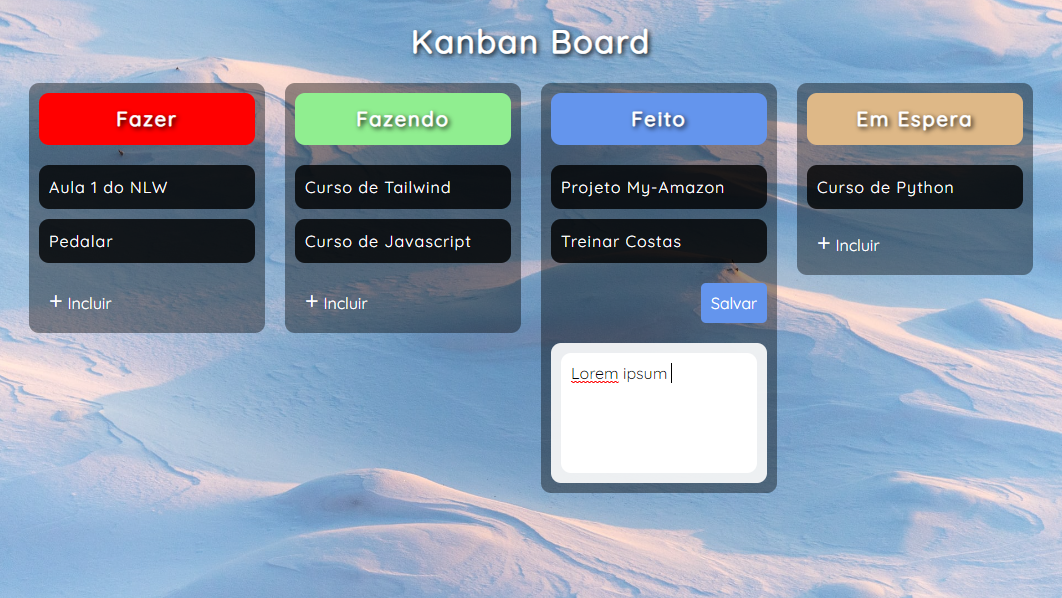 Kanban Board
Fazer
Aula 1 do NLW
Pedalar
+ Incluir
Fazendo
Curso de Tailwind
Curso de Javascript
+ Incluir
Feito
Projeto My-Amazon
Treinar Costas
Salvar
Lorem ipsum
Em Espera
Curso de Python
+ Incluir